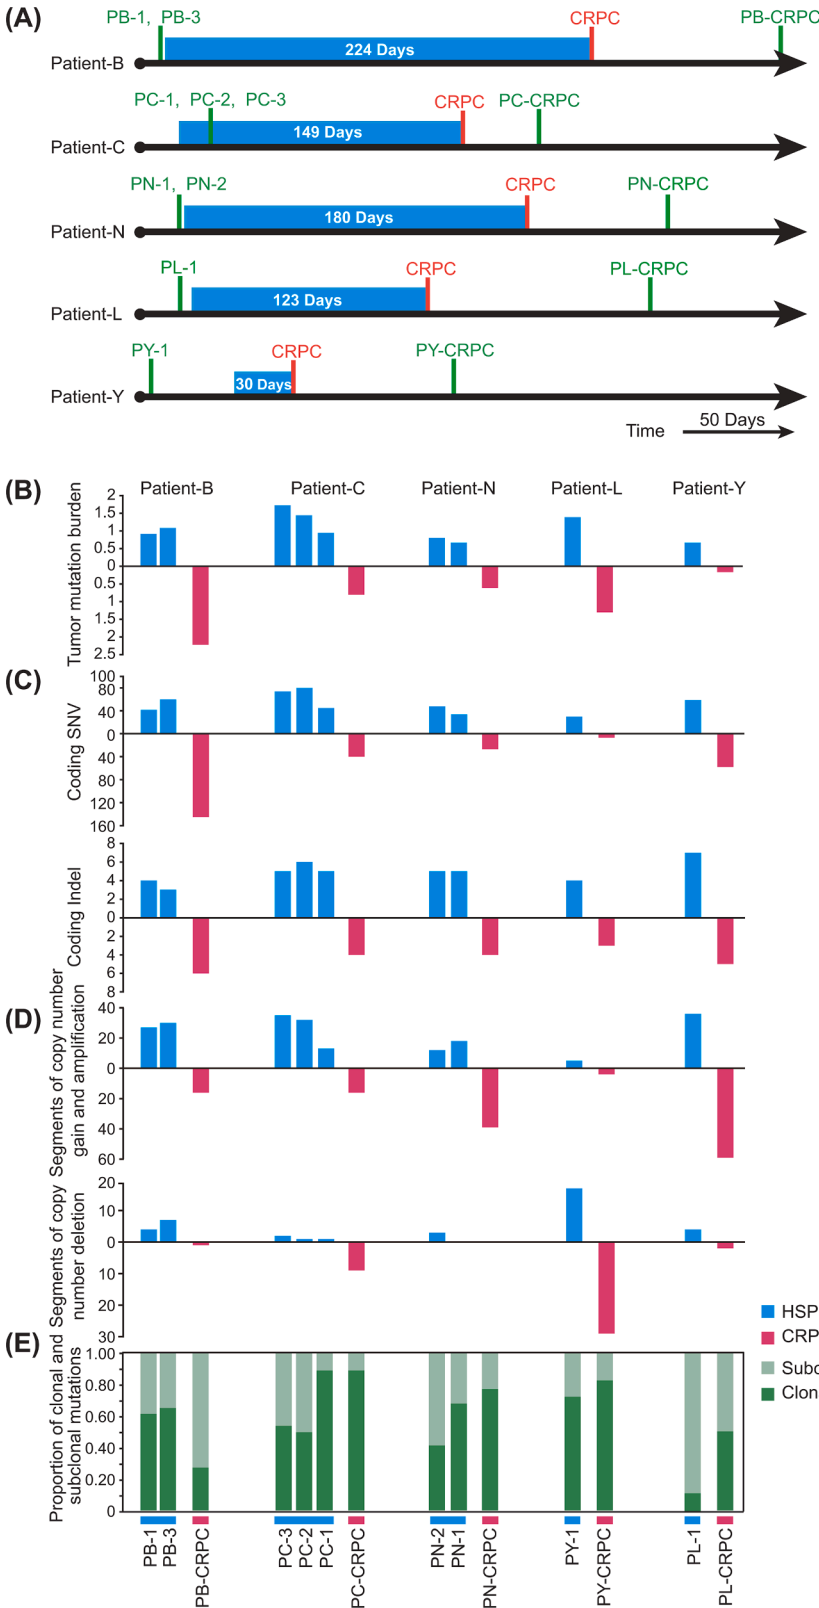 (A)
PB-1, PB-3
CRPC
PB-CRPC
224 Days
Patient-B
PC-1, PC-2, PC-3
CRPC
PC-CRPC
149 Days
Patient-C
PN-1, PN-2
CRPC
PN-CRPC
180 Days
Patient-N
PL-1
CRPC
PL-CRPC
123 Days
Patient-L
PY-1
CRPC
PY-CRPC
30 Days
Patient-Y
Time
50 Days
(B)
Patient-B
Patient-C
Patient-N
Patient-L
Patient-Y
Tumor mutation burden
2
1.5
1
0.5
0
0.5
1
1.5
2
2.5
(C)
Coding SNV
100
80
40
0
40
80
120
160
Coding Indel
8
6
4
2
0
2
4
6
8
(D)
Segments of copy number
gain and amplification
40
20
0
20
40
60
Segments of copy
number deletion
20
10
0
10
20
30
HSP
CRP
Subc
Clon
(E)
Proportion of clonal and
subclonal mutations
1.00
0.80
0.60
0.40
0.20
0
PB-1
PB-3
PB-CRPC
PC-3
PC-2
PC-1
PC-CRPC
PN-2
PN-1
PN-CRPC
PY-1
PY-CRPC
PL-1
PL-CRPC